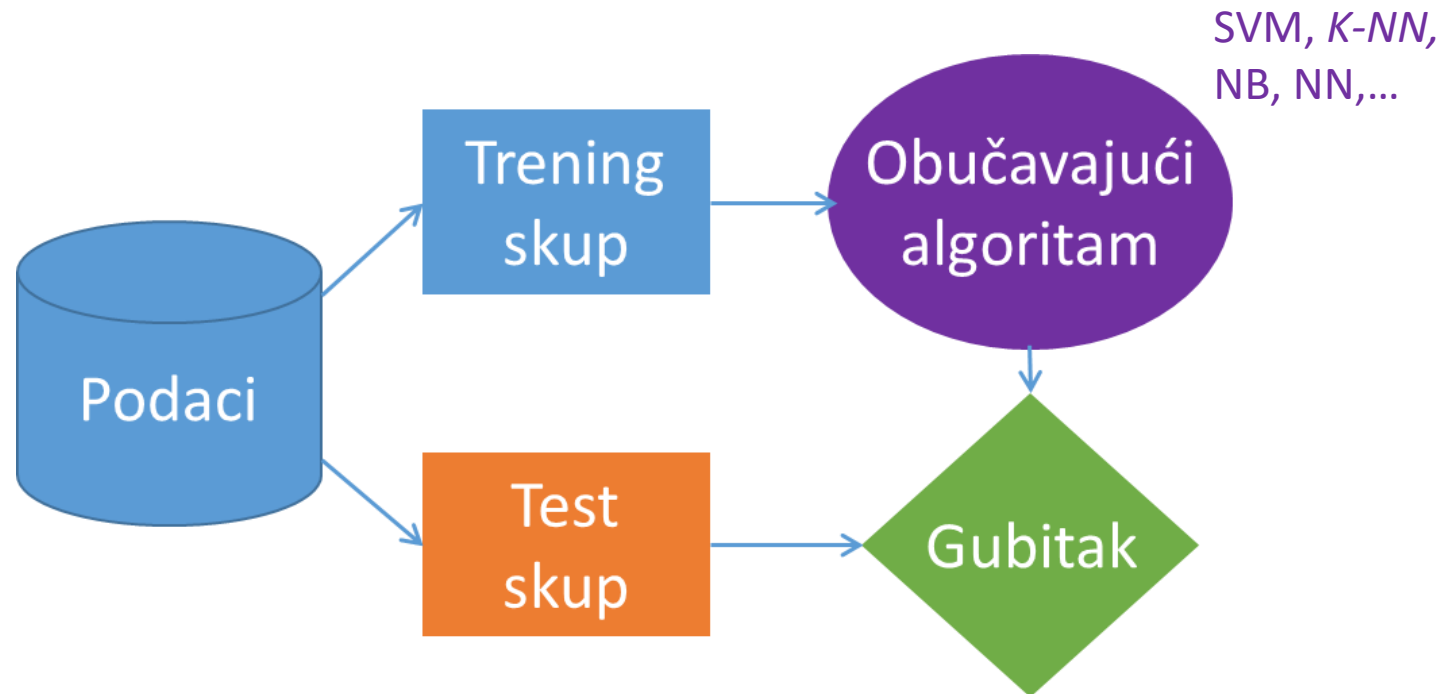 SVM, K-NN,
NB, NN,...
Trening
skup
Obučavajući
algoritam
Podaci
Test
skup
Gubitak